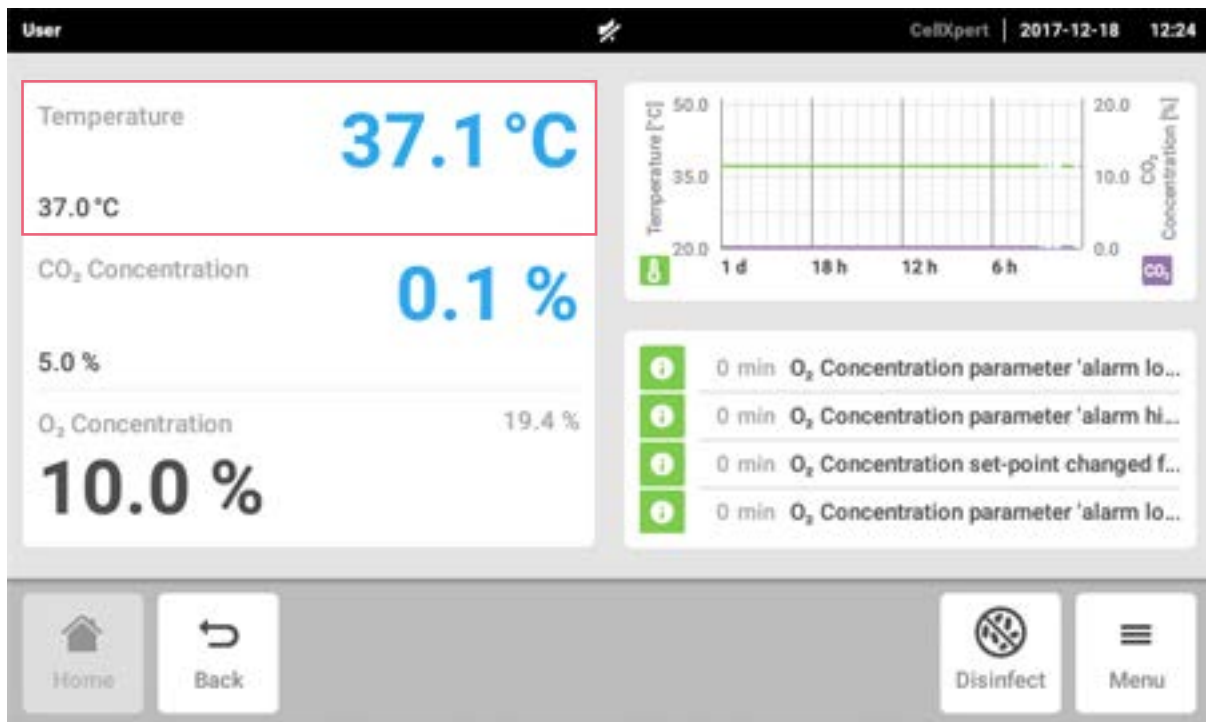 User
CellXpert | 2017-12-18 12:24
Temperature
37.1 °C
37.0 °C
CO₂ Concentration
0.1 %
5.0 %
O₂ Concentration
19.4 %
10.0 %
Temperature [°C]
50.0
35.0
20.0
20.0
10.0
0.0
CO₂
Concentration [%]
1 d 18 h 12 h 6 h
CO₂
0 min O₂ Concentration parameter 'alarm lo...
0 min O₂ Concentration parameter 'alarm hi...
0 min O₂ Concentration set-point changed f...
0 min O₂ Concentration parameter 'alarm lo...
Home
Back
Disinfect
Menu